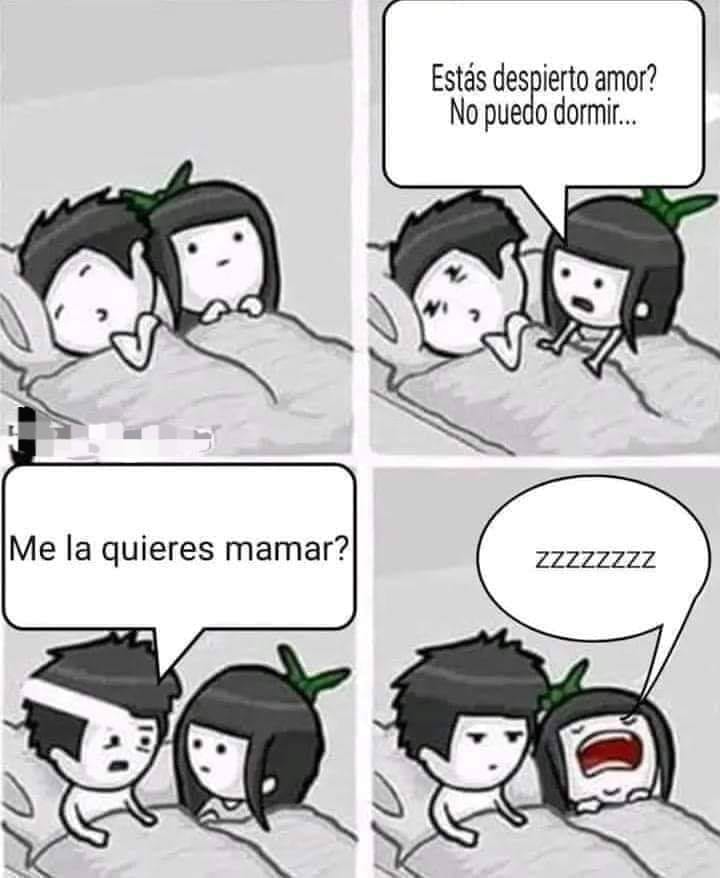 Estás despierto amor?
No puedo dormir...
Me la quieres mamar?
zzzzzzzz